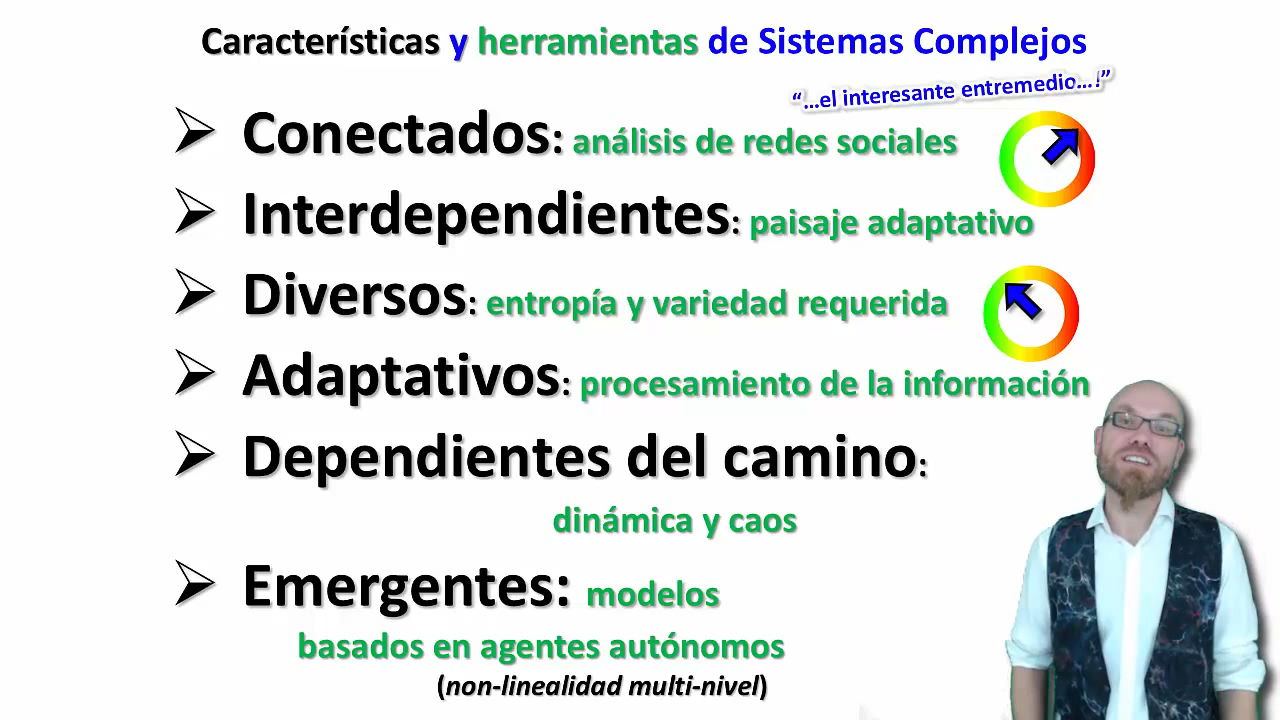 Características y herramientas de Sistemas Complejos
“…el interesante entremedio…!”
Conectados: análisis de redes sociales
Interdependientes: paisaje adaptativo
Diversos: entropía y variedad requerida
Adaptativos: procesamiento de la información
Dependientes del camino:
dinámica y caos
Emergentes: modelos
basados en agentes autónomos
(non-linealidad multi-nivel)